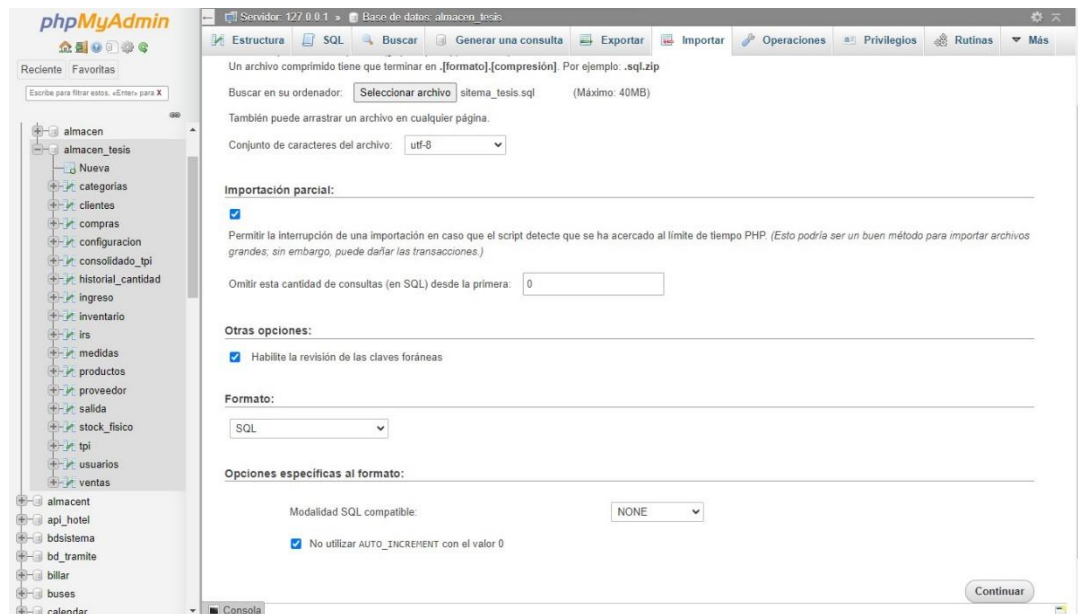 phpMyAdmin
Reciente Favoritas
Escribe para filtrar estos, «Enter» para X
almacen
almacen_tesis
Nueva
categorias
clientes
compras
configuracion
consolidado_tpi
historial_cantidad
ingreso
inventario
irs
medidas
productos
proveedor
salida
stock_fisico
tpi
usuarios
ventas
almacent
api_hotel
bdsistema
bd_tramite
billar
buses
calendar
Servidor: 127.0.0.1 » Base de datos: almacen_tesis
Estructura SQL Buscar Generar una consulta Exportar Importar Operaciones Privilegios Rutinas Más
Un archivo comprimido tiene que terminar en .[formato].[compresión]. Por ejemplo: .sql.zip
Buscar en su ordenador: Seleccionar archivo sitema_tesis.sql (Máximo: 40MB)
También puede arrastrar un archivo en cualquier página.
Conjunto de caracteres del archivo: utf-8
Importación parcial:
Permitir la interrupción de una importación en caso que el script detecte que se ha acercado al límite de tiempo PHP. (Esto podría ser un buen método para importar archivos
grandes; sin embargo, puede dañar las transacciones.)
Omitir esta cantidad de consultas (en SQL) desde la primera: 0
Otras opciones:
Habilite la revisión de las claves foráneas
Formato:
SQL
Opciones específicas al formato:
Modalidad SQL compatible: NONE
No utilizar AUTO_INCREMENT con el valor 0
Continuar
Consola